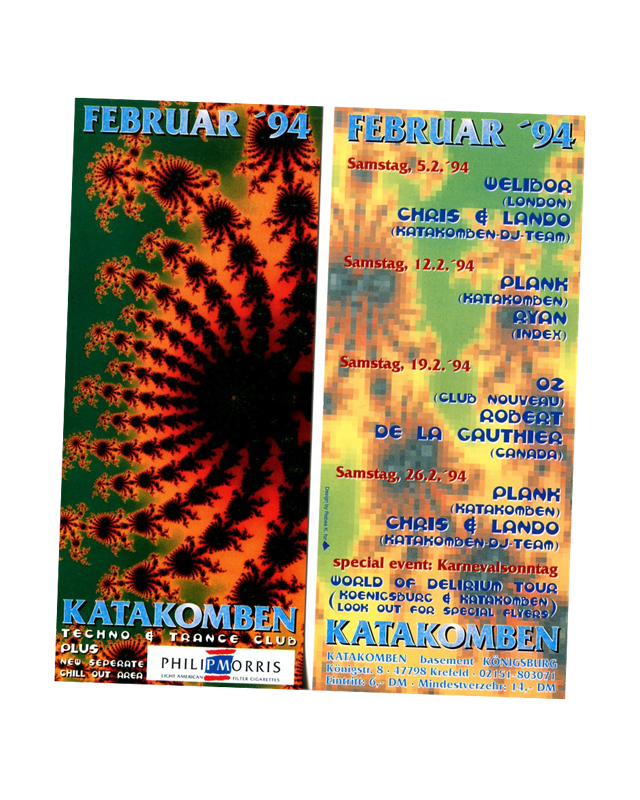 FEBRUAR ´94
KATAKOMBEN
TECHNO & TRANCE CLUB
PLUS
NEW SEPERATE
CHILL OUT AREA
PHILIP MORRIS
LIGHT AMERICAN FILTER CIGARETTES
FEBRUAR ´94
Samstag, 5.2.´94
WELIBOR
(LONDON)
CHRIS & LANDO
(KATAKOMBEN-DJ-TEAM)
Samstag, 12.2.´94
PLANK
(KATAKOMBEN)
RYAN
(INDEX)
Samstag, 19.2.´94
O2
(CLUB NOUVEAU)
ROBERT
DE LA GAUTHIER
(CANADA)
Samstag, 26.2.´94
PLANK
(KATAKOMBEN)
CHRIS & LANDO
(KATAKOMBEN-DJ-TEAM)
special event: Karnevalsonntag
WORLD OF DELIRIUM TOUR
(KOENIGSBURG & KATAKOMBEN)
LOOK OUT FOR SPECIAL FLYERS)
KATAKOMBEN
KATAKOMBEN basement KÖNIGSBURG
Königstr. 8 · 47798 Krefeld · 02151-803071
Eintritt: 6,- DM · Mindestverzehr: 14,- DM
Design by